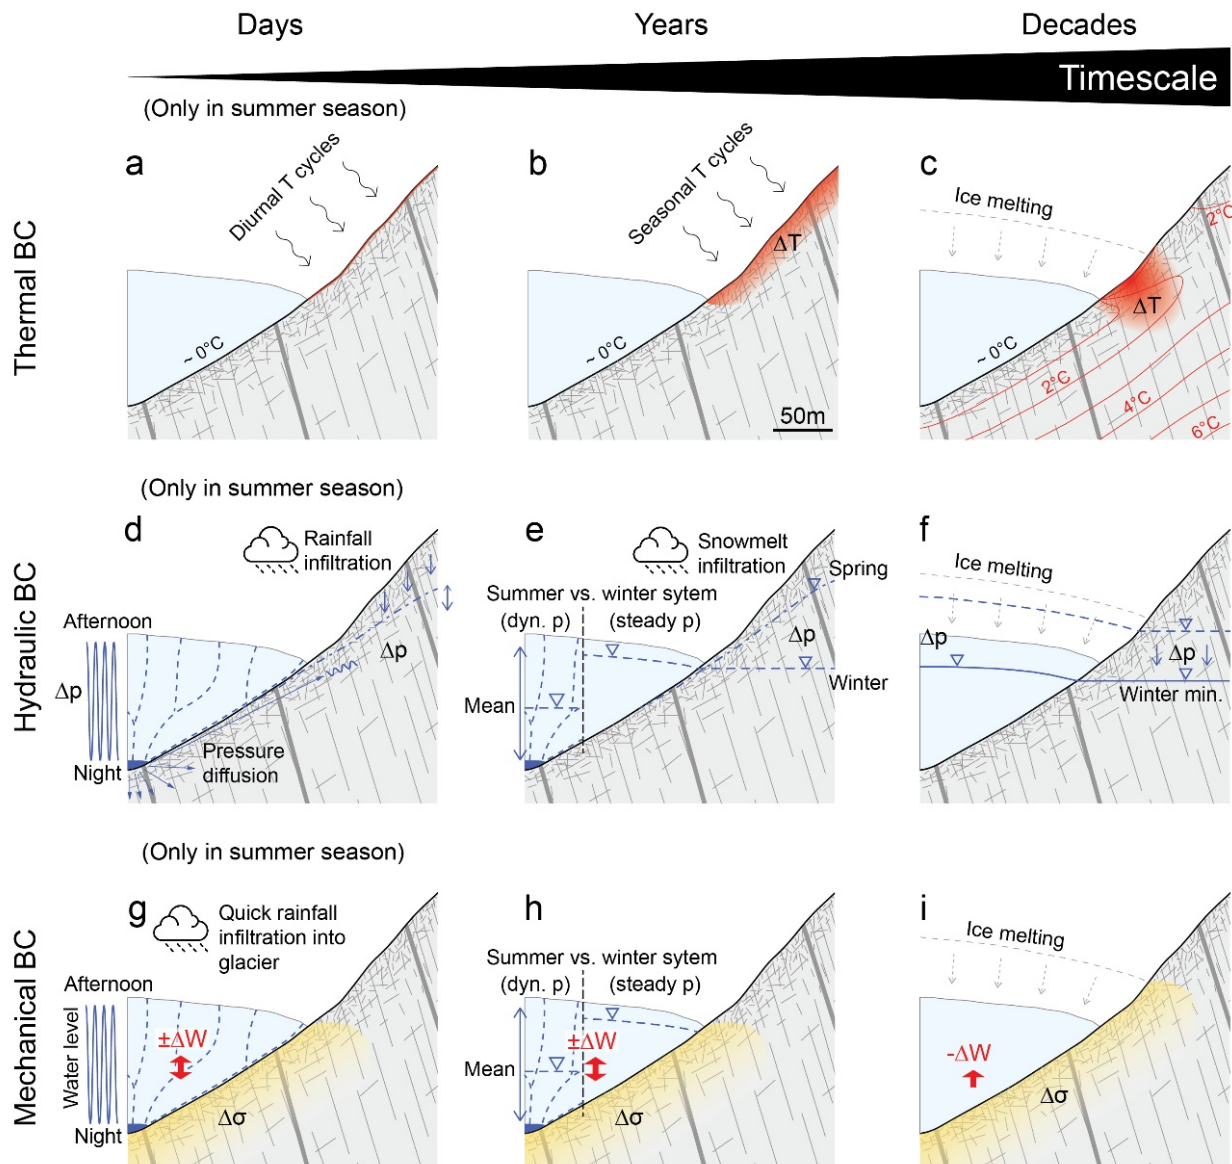 Days
Years
Decades
Timescale
(Only in summer season)
Thermal BC
a
Diurnal T cycles
~ 0°C
b
Seasonal T cycles
ΔT
50m
c
Ice melting
2°C
ΔT
~ 0°C
2°C
4°C
6°C
(Only in summer season)
Hydraulic BC
d
Rainfall
infiltration
Afternoon
Δp
Δp
Night
Pressure
diffusion
e
Snowmelt
infiltration
Spring
Summer vs. winter sytem
(dyn. p)
(steady p)
Δp
Mean
Winter
f
Ice melting
Δp
Δp
Winter min.
(Only in summer season)
Mechanical BC
g
Quick rainfall
infiltration into
glacier
Afternoon
Water level
±ΔW
Δσ
Night
h
Summer vs. winter sytem
(dyn. p)
(steady p)
±ΔW
Mean
Δσ
i
Ice melting
-ΔW
Δσ